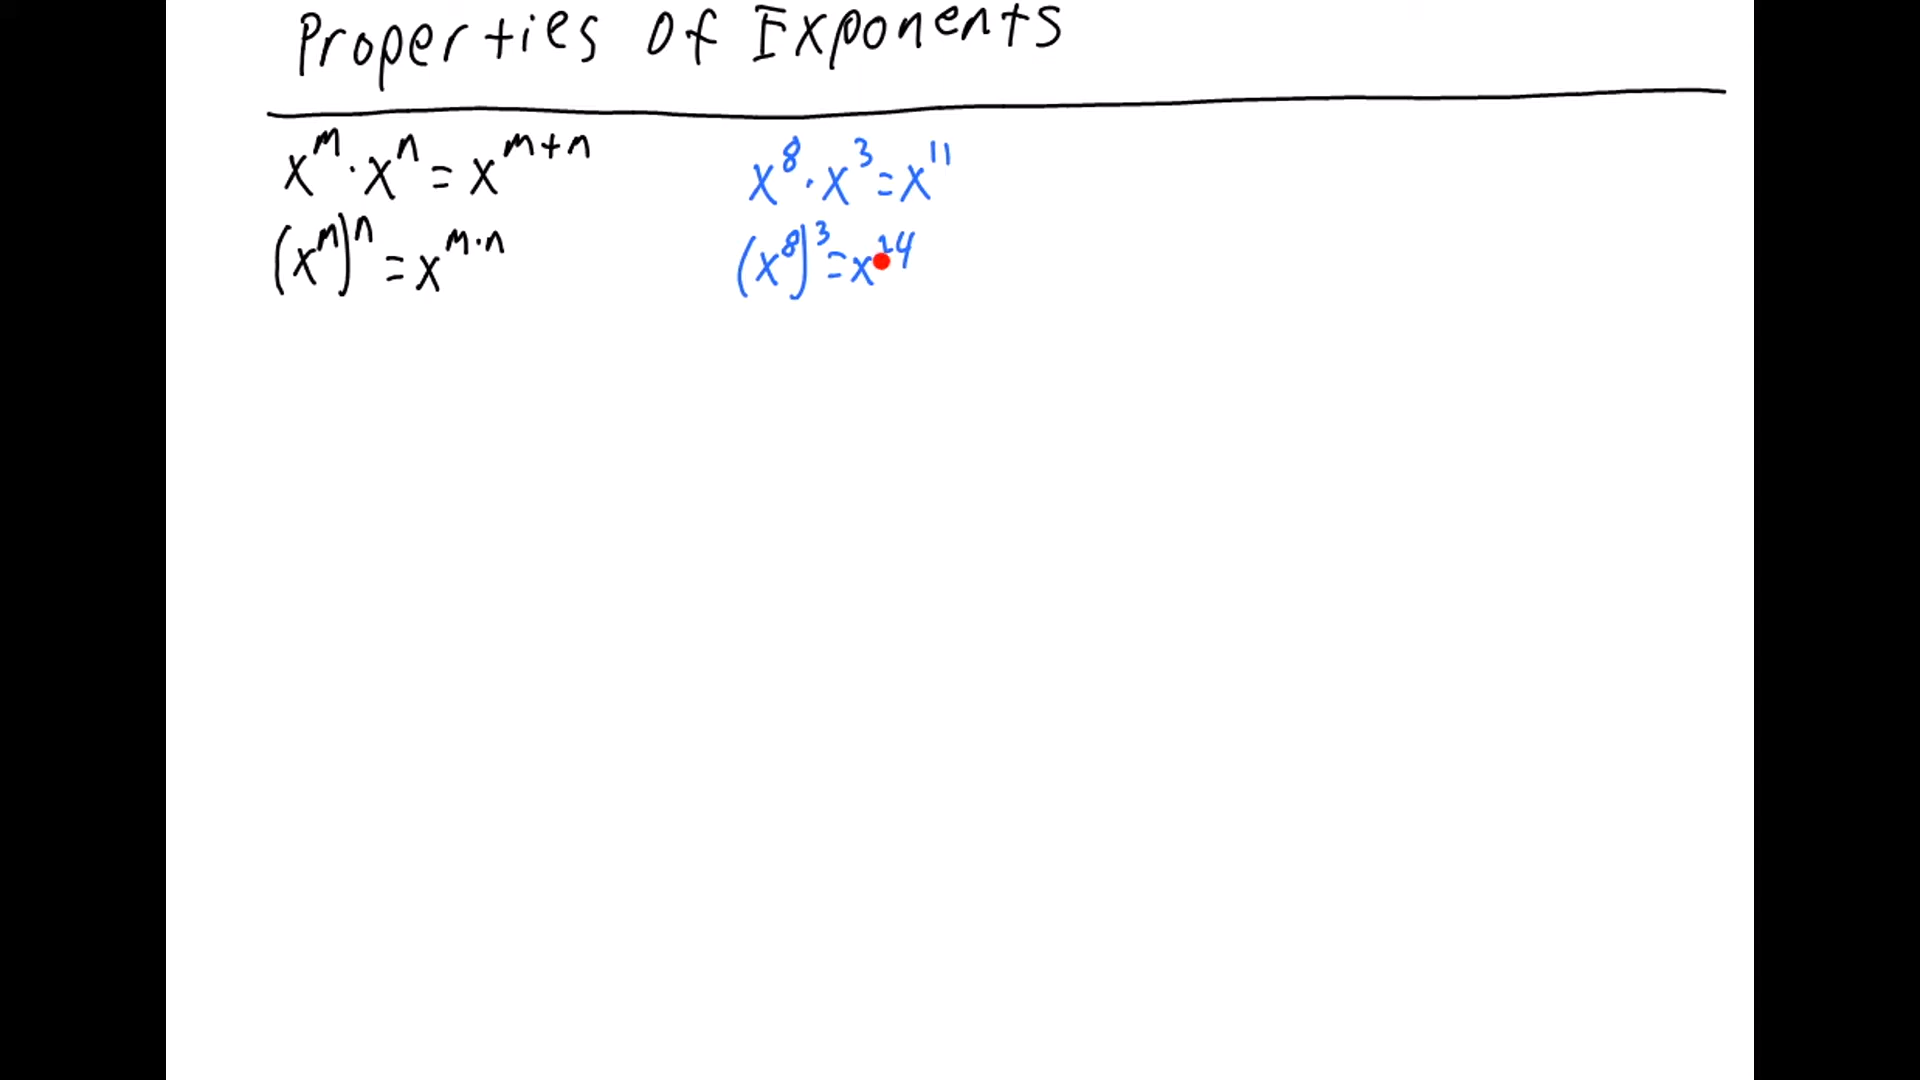 Properties of Exponents
x^m · x^n = x^{m+n}
x^8 · x^3 = x^{11}
(x^m)^n = x^{m·n}
(x^8)^3 = x^{24}